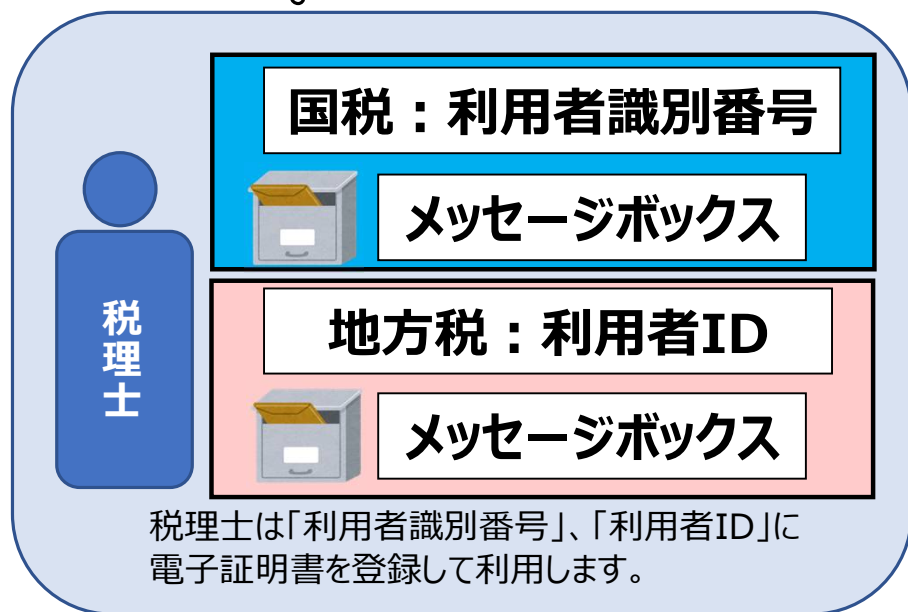 国税：利用者識別番号
メッセージボックス
税理士
地方税：利用者ID
メッセージボックス
税理士は「利用者識別番号」、「利用者ID」に
電子証明書を登録して利用します。